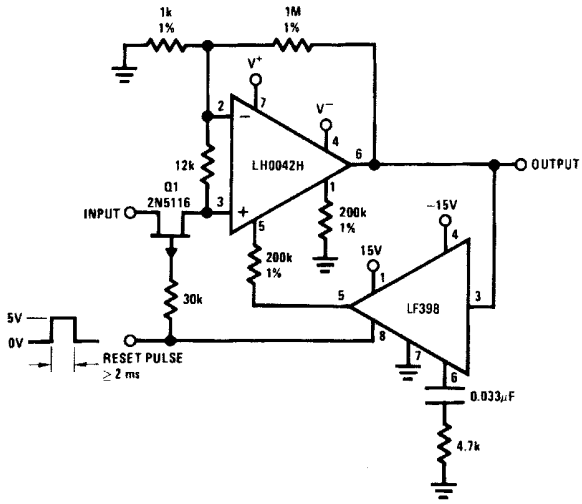 1k
1%
1M
1%
V+
7
V−
4
2
−
6
OUTPUT
12k
LH0042H
Q1
2N5116
1
INPUT
3
+
5
200k
1%
−15V
200k
1%
15V
4
1
30k
5
LF398
3
5V
0V
8
RESET PULSE
≥ 2 ms
7
6
0.033μF
4.7k